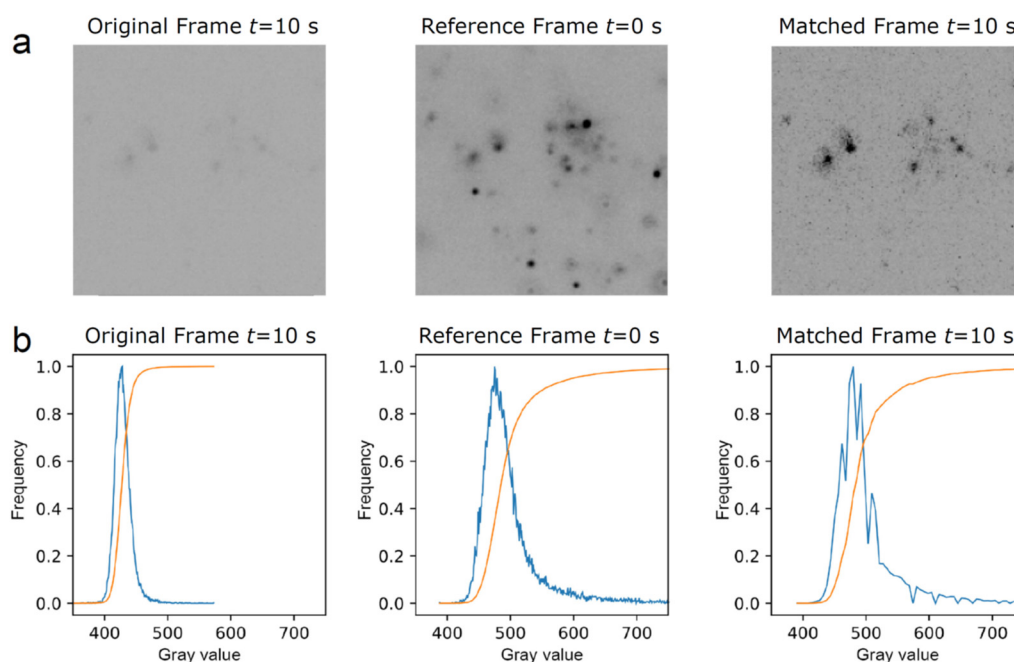 a
Original Frame t=10 s
Reference Frame t=0 s
Matched Frame t=10 s
b
Original Frame t=10 s
Reference Frame t=0 s
Matched Frame t=10 s
1.0
0.8
0.6
0.4
0.2
0.0
Frequency
400 500 600 700
Gray value
1.0
0.8
0.6
0.4
0.2
0.0
Frequency
400 500 600 700
Gray value
1.0
0.8
0.6
0.4
0.2
0.0
Frequency
400 500 600 700
Gray value